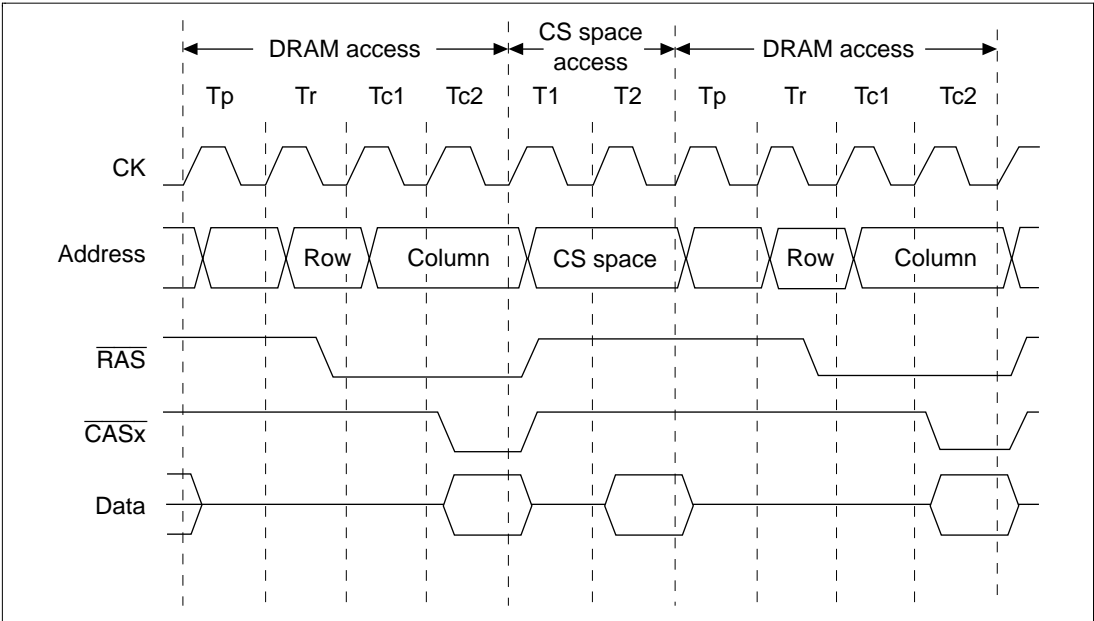 DRAM access
CS space
access
DRAM access
Tp Tr Tc1 Tc2 T1 T2 Tp Tr Tc1 Tc2
CK
Address Row Column CS space Row Column
RAS
CASx
Data